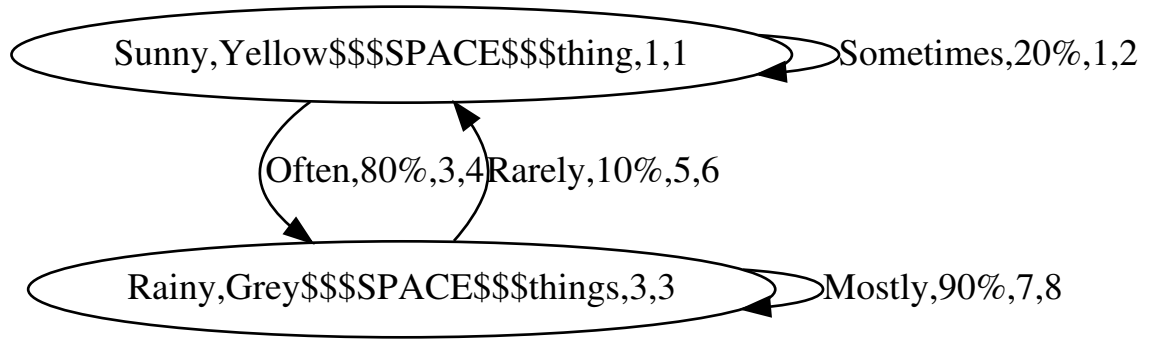 Sunny,Yellow$$$SPACE$$$thing,1,1
Sometimes,20%,1,2
Often,80%,3,4
Rarely,10%,5,6
Rainy,Grey$$$SPACE$$$things,3,3
Mostly,90%,7,8